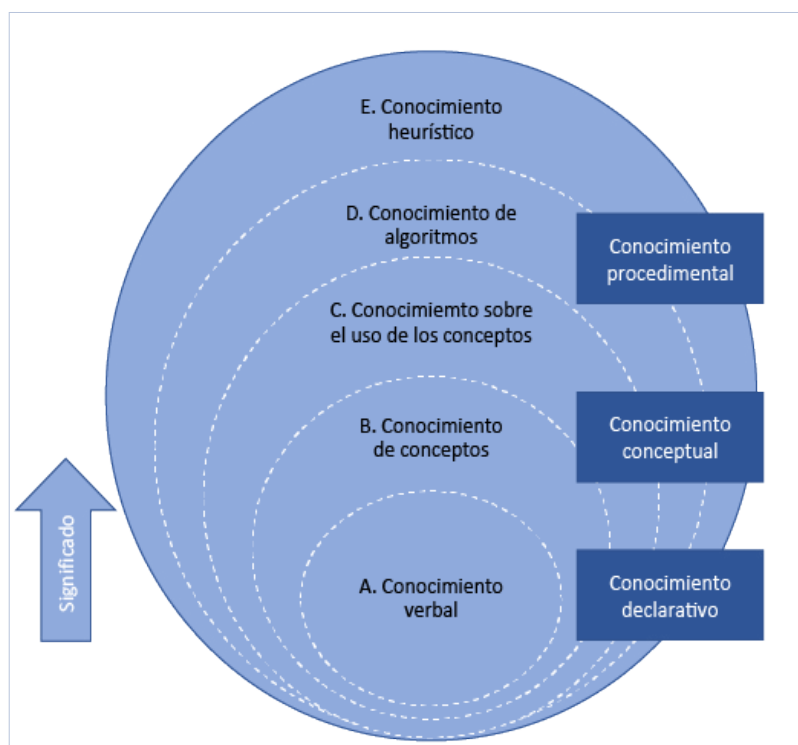 E. Conocimiento
heurístico
D. Conocimiento de
algoritmos
Conocimiento
procedimental
C. Conocimiemto sobre
el uso de los conceptos
B. Conocimiento
de conceptos
Conocimiento
conceptual
Significado
A. Conocimiento
verbal
Conocimiento
declarativo